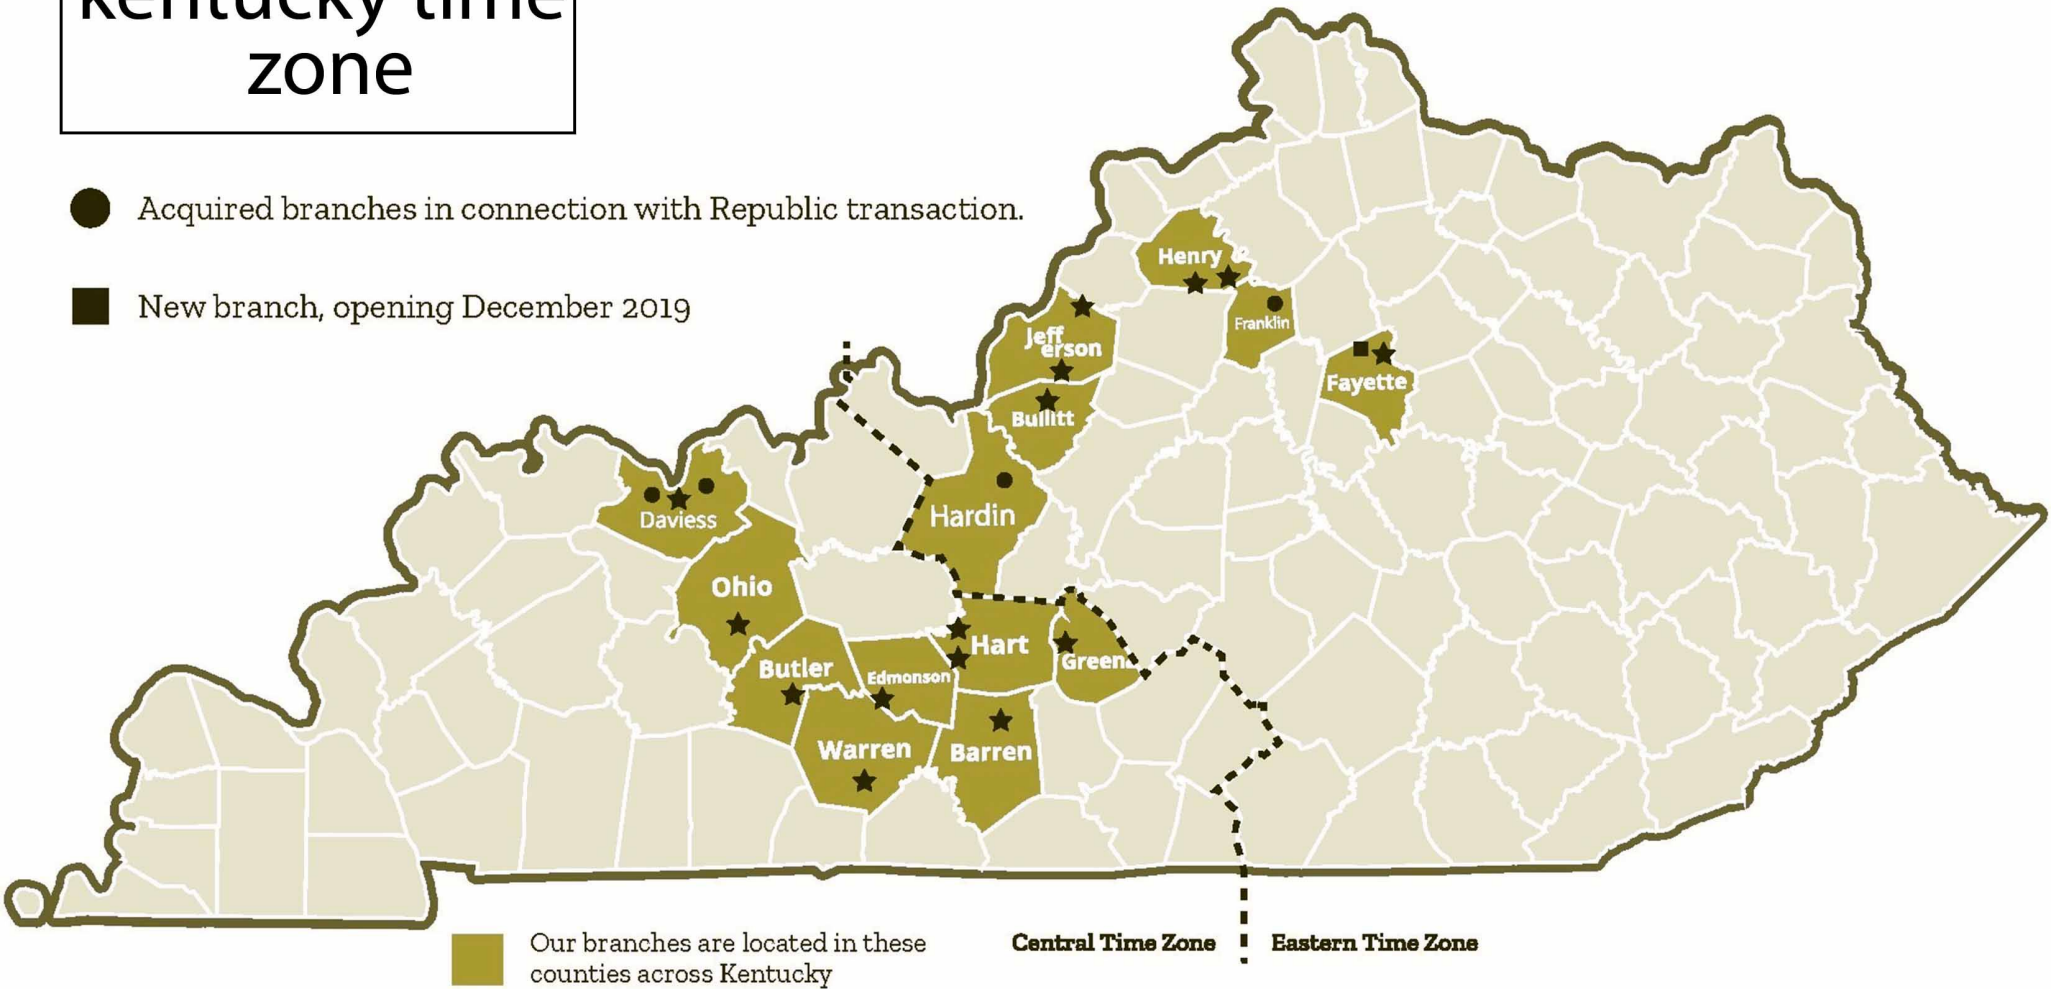 kentucky time
zone
Acquired branches in connection with Republic transaction.
New branch, opening December 2019
Henry
Franklin
Jeff
erson
Fayette
Bullitt
Daviess
Hardin
Ohio
Hart
Green
Butler
Edmonson
Warren
Barren
Our branches are located in these
counties across Kentucky
Central Time Zone
Eastern Time Zone